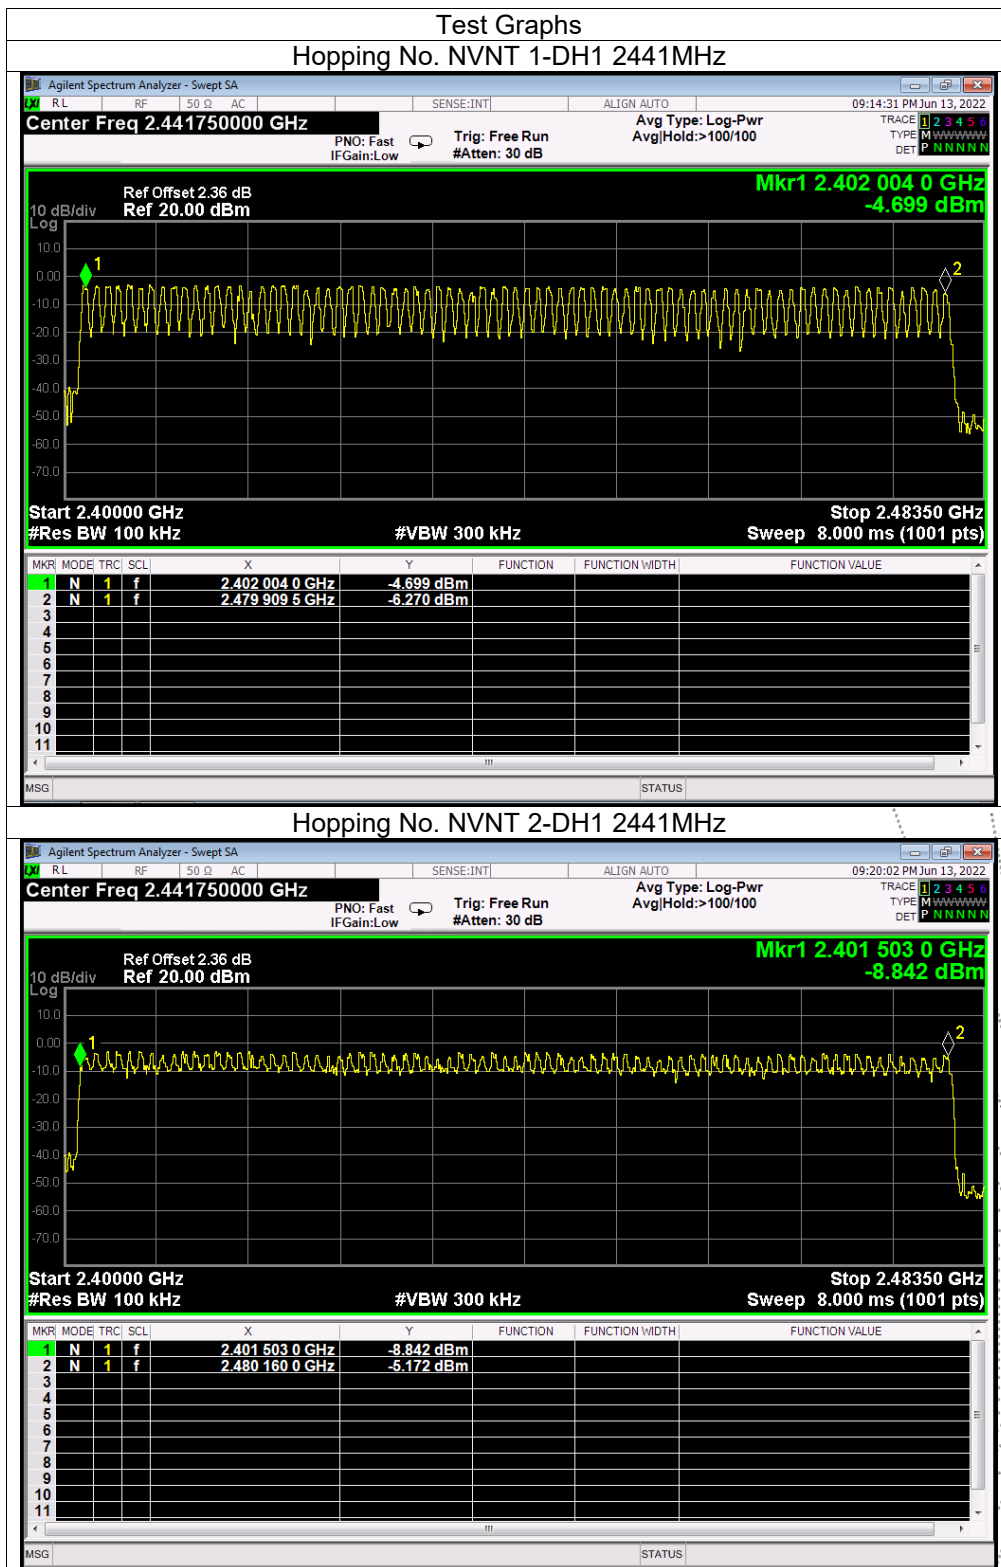 Test Graphs
Hopping No. NVNT 1-DH1 2441MHz
Agilent Spectrum Analyzer - Swept SA
LXI RL RF 50 Ω AC SENSE:INT ALIGN AUTO 09:14:31 PM Jun 13, 2022
Center Freq 2.441750000 GHz Avg Type: Log-Pwr TRACE 1 2 3 4 5 6
PNO: Fast Trig: Free Run Avg|Hold:>100/100 TYPE M WWWWW
IFGain:Low #Atten: 30 dB DET P N N N N N
Mkr1 2.402 004 0 GHz
Ref Offset 2.36 dB
10 dB/div Ref 20.00 dBm -4.699 dBm
Log
10.0
1
2
0.00
-10.0
-20.0
-30.0
-40.0
-50.0
-60.0
-70.0
Start 2.40000 GHz Stop 2.48350 GHz
#Res BW 100 kHz #VBW 300 kHz Sweep 8.000 ms (1001 pts)
MKR MODE TRC SCL X Y FUNCTION FUNCTION WIDTH FUNCTION VALUE
1 N 1 f 2.402 004 0 GHz -4.699 dBm
2 N 1 f 2.479 909 5 GHz -6.270 dBm
3
4
5
6
7
8
9
10
11
MSG STATUS
Hopping No. NVNT 2-DH1 2441MHz
Agilent Spectrum Analyzer - Swept SA
LXI RL RF 50 Ω AC SENSE:INT ALIGN AUTO 09:20:02 PM Jun 13, 2022
Center Freq 2.441750000 GHz Avg Type: Log-Pwr TRACE 1 2 3 4 5 6
PNO: Fast Trig: Free Run Avg|Hold:>100/100 TYPE M WWWWW
IFGain:Low #Atten: 30 dB DET P N N N N N
Mkr1 2.401 503 0 GHz
Ref Offset 2.36 dB
10 dB/div Ref 20.00 dBm -8.842 dBm
Log
10.0
0.00
1
2
-10.0
-20.0
-30.0
-40.0
-50.0
-60.0
-70.0
Start 2.40000 GHz Stop 2.48350 GHz
#Res BW 100 kHz #VBW 300 kHz Sweep 8.000 ms (1001 pts)
MKR MODE TRC SCL X Y FUNCTION FUNCTION WIDTH FUNCTION VALUE
1 N 1 f 2.401 503 0 GHz -8.842 dBm
2 N 1 f 2.480 160 0 GHz -5.172 dBm
3
4
5
6
7
8
9
10
11
MSG STATUS